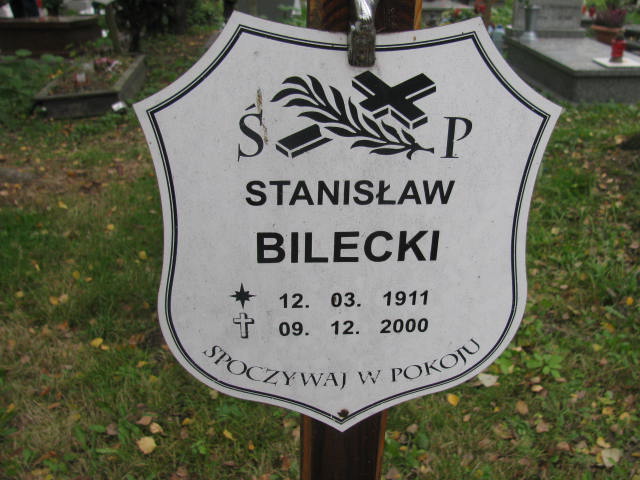 Ś P
STANISŁAW
BILECKI
12. 03. 1911
09. 12. 2000
SPOCZYWAJ W POKOJU